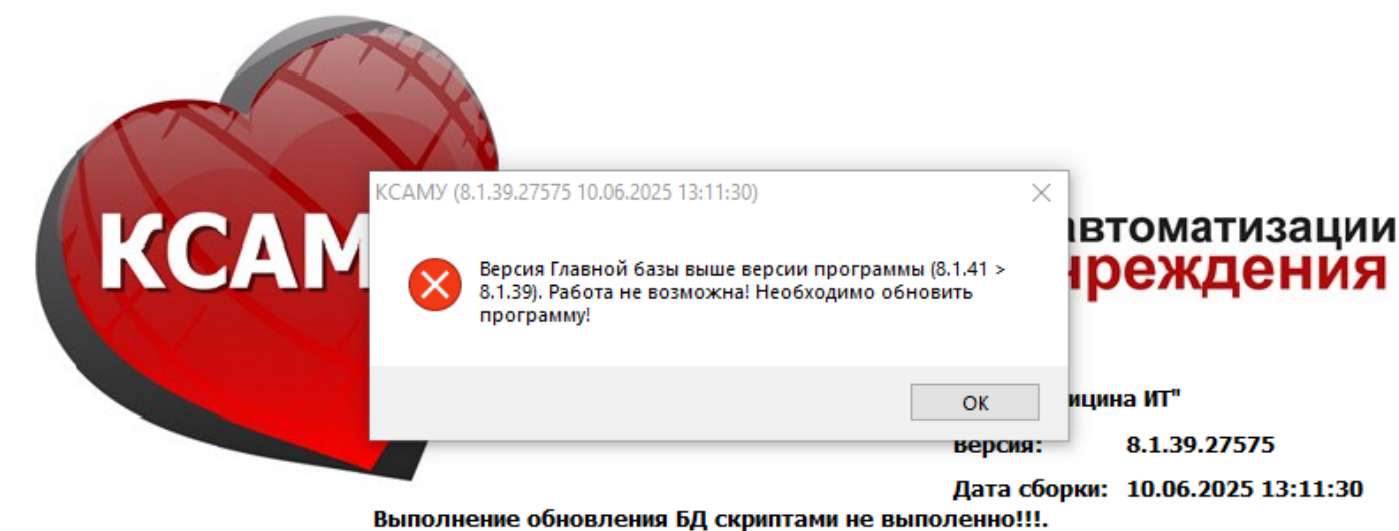 КСАМ
КСАМУ (8.1.39.27575 10.06.2025 13:11:30)
автоматизации
Версия Главной базы выше версии программы (8.1.41 >
8.1.39). Работа не возможна! Необходимо обновить
программу!
чреждения
OK
ицина ИТ"
Версия: 8.1.39.27575
Дата сборки: 10.06.2025 13:11:30
Выполнение обновления БД скриптами не выполенно!!!.